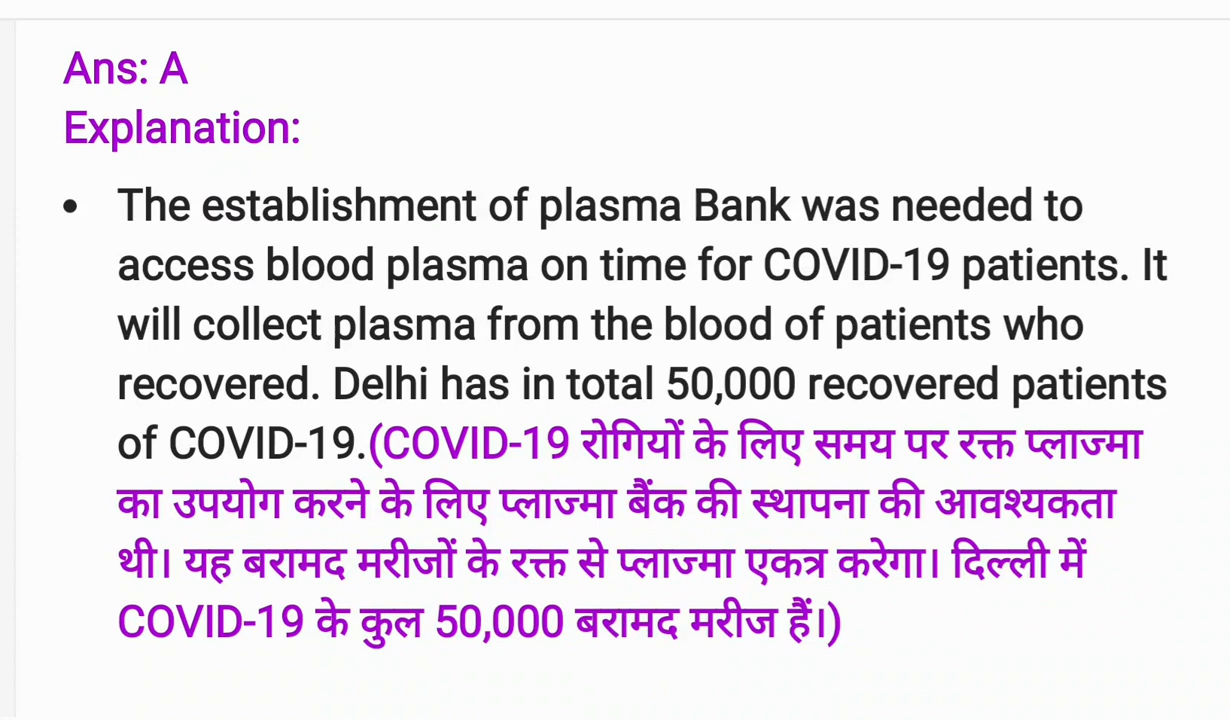 Ans: A
Explanation:
• The establishment of plasma Bank was needed to
access blood plasma on time for COVID-19 patients. It
will collect plasma from the blood of patients who
recovered. Delhi has in total 50,000 recovered patients
of COVID-19.(COVID-19 रोगियों के लिए समय पर रक्त प्लाज्मा
का उपयोग करने के लिए प्लाज्मा बैंक की स्थापना की आवश्यकता
थी। यह बरामद मरीजों के रक्त से प्लाज्मा एकत्र करेगा। दिल्ली में
COVID-19 के कुल 50,000 बरामद मरीज हैं।)